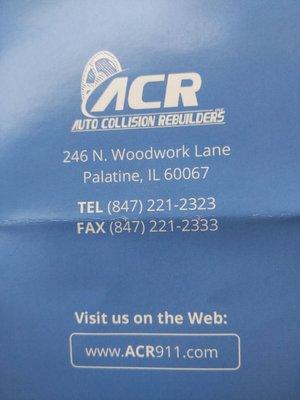 ACR INC.
AUTO COLLISION REBUILDERS
246 N. Woodwork Lane
Palatine, IL 60067
TEL (847) 221-2323
FAX (847) 221-2333
Visit us on the Web:
www.ACR911.com